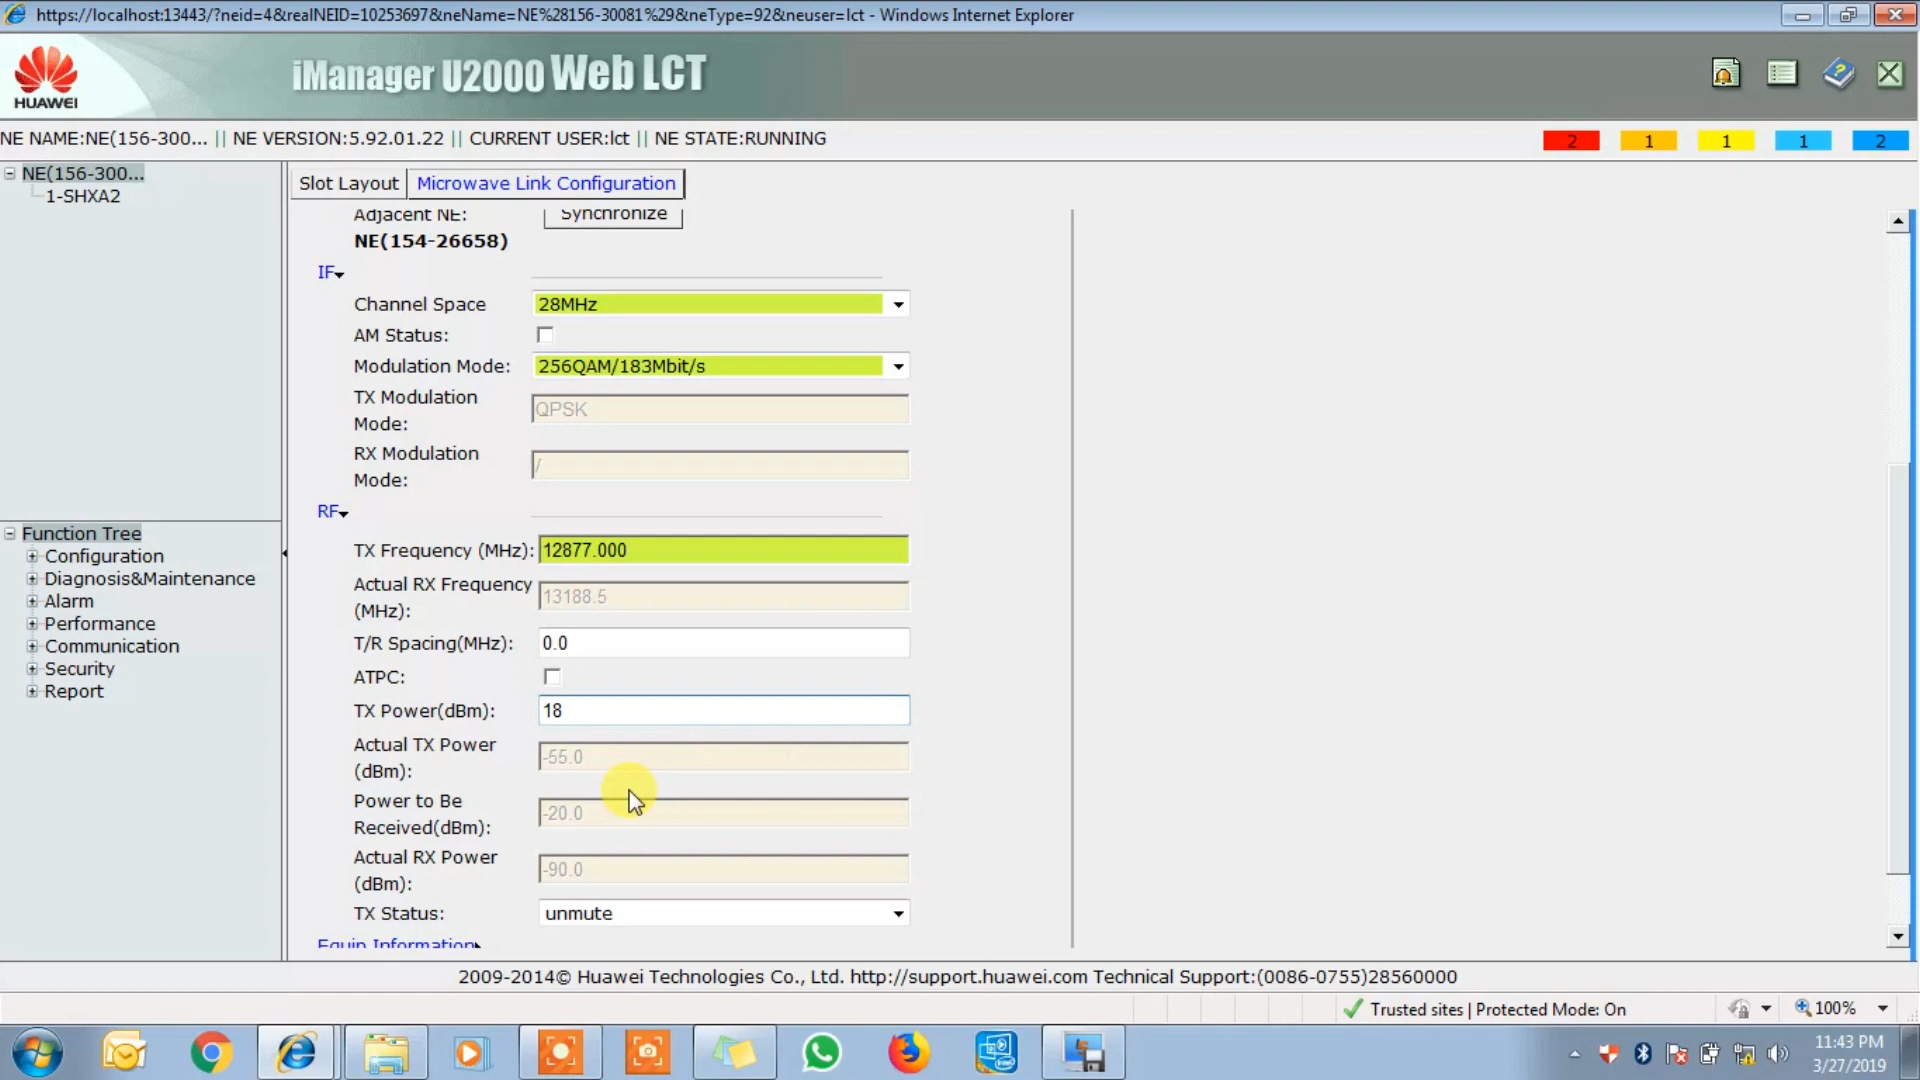 https://localhost:13443/?neid=4&realNEID=10253697&neName=NE%28156-30081%29&neType=92&neuser=lct - Windows Internet Explorer
HUAWEI
iManager U2000 Web LCT
NE NAME:NE(156-300... || NE VERSION:5.92.01.22 || CURRENT USER:lct || NE STATE:RUNNING
2 1 1 1 2
NE(156-300...
1-SHXA2
Slot Layout
Microwave Link Configuration
Adjacent NE:
Synchronize
NE(154-26658)
IF
Channel Space
28MHz
AM Status:
Modulation Mode:
256QAM/183Mbit/s
TX Modulation
Mode:
QPSK
RX Modulation
Mode:
/
RF
TX Frequency (MHz):
12877.000
Actual RX Frequency
(MHz):
13188.5
T/R Spacing(MHz):
0.0
ATPC:
TX Power(dBm):
18
Actual TX Power
(dBm):
-55.0
Power to Be
Received(dBm):
-20.0
Actual RX Power
(dBm):
-90.0
TX Status:
unmute
Equip Information
Function Tree
Configuration
Diagnosis&Maintenance
Alarm
Performance
Communication
Security
Report
2009-2014© Huawei Technologies Co., Ltd. http://support.huawei.com Technical Support:(0086-0755)28560000
Trusted sites | Protected Mode: On
100%
11:43 PM
3/27/2019